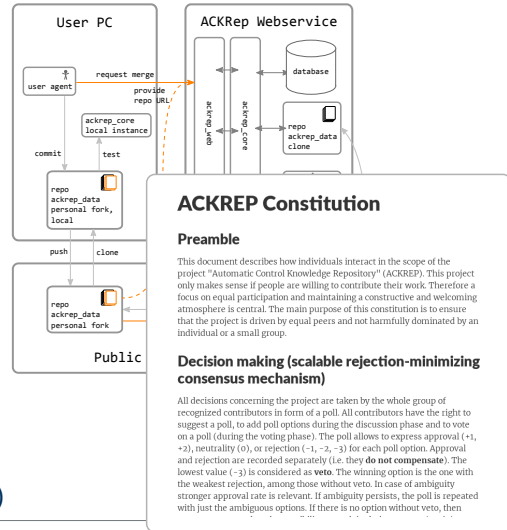 User PC
ACKRep Webservice
user agent
request merge
provide
repo URL
database
ackrep_web
ackrep_core
ackrep_core
local instance
repo
ackrep_data
clone
commit
test
repo
ackrep_data
personal fork,
local
push
clone
repo
ackrep_data
personal fork
Public
ACKREP Constitution
Preamble
This document describes how individuals interact in the scope of the
project "Automatic Control Knowledge Repository" (ACKREP). This project
only makes sense if people are willing to contribute their work. Therefore a
focus on equal participation and maintaining a constructive and welcoming
atmosphere is central. The main purpose of this constitution is to ensure
that the project is driven by equal peers and not harmfully dominated by an
individual or a small group.
Decision making (scalable rejection-minimizing
consensus mechanism)
All decisions concerning the project are taken by the whole group of
recognized contributors in form of a poll. All contributors have the right to
suggest a poll, to add poll options during the discussion phase and to vote
on a poll (during the voting phase). The poll allows to express approval (+1,
+2), neutrality (0), or rejection (-1, -2, -3) for each poll option. Approval
and rejection are recorded separately (i.e. they do not compensate). The
lowest value (-3) is considered as veto. The winning option is the one with
the weakest rejection, among those without veto. In case of ambiguity
stronger approval rate is relevant. If ambiguity persists, the poll is repeated
with just the ambiguous options. If there is no option without veto, then